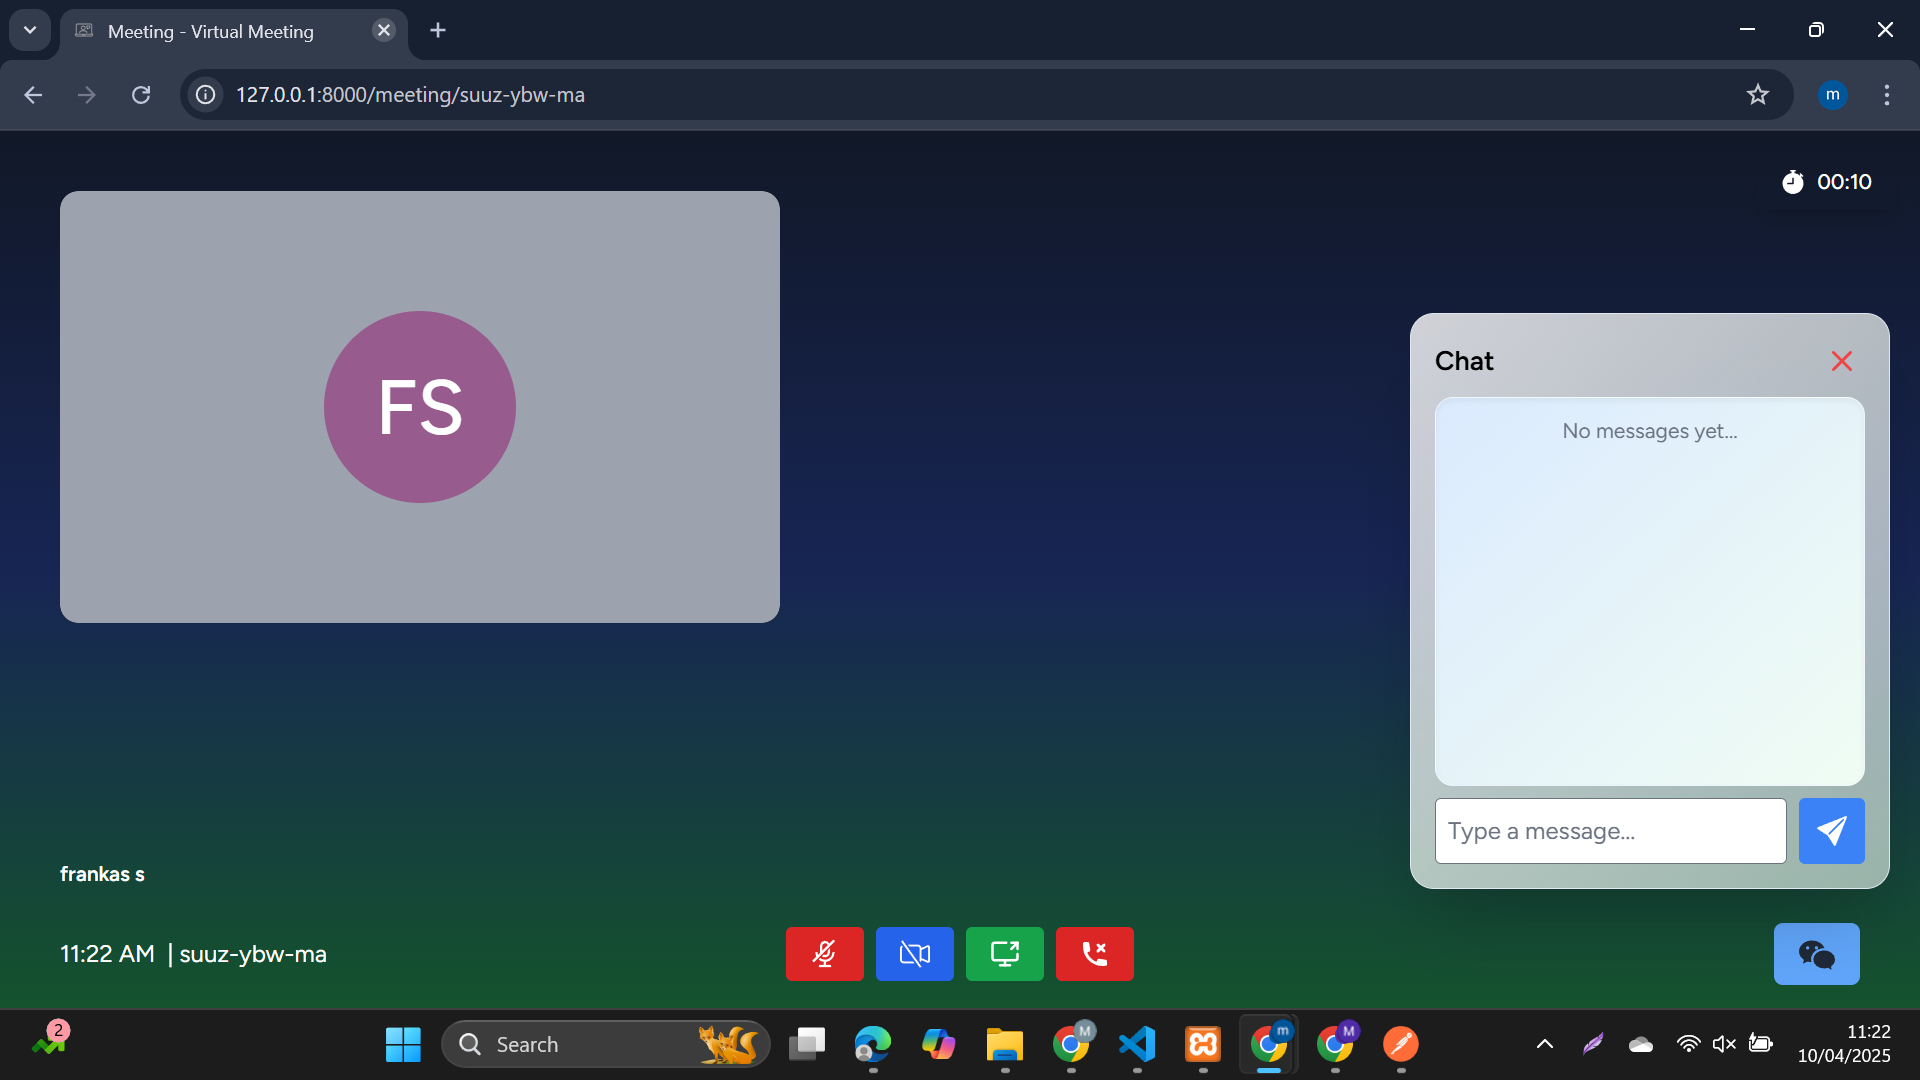 Meeting - Virtual Meeting
127.0.0.1:8000/meeting/suuz-ybw-ma
m
00:10
FS
Chat
No messages yet...
Type a message...
frankas s
11:22 AM | suuz-ybw-ma
2
Search
M
m
M
11:22
10/04/2025